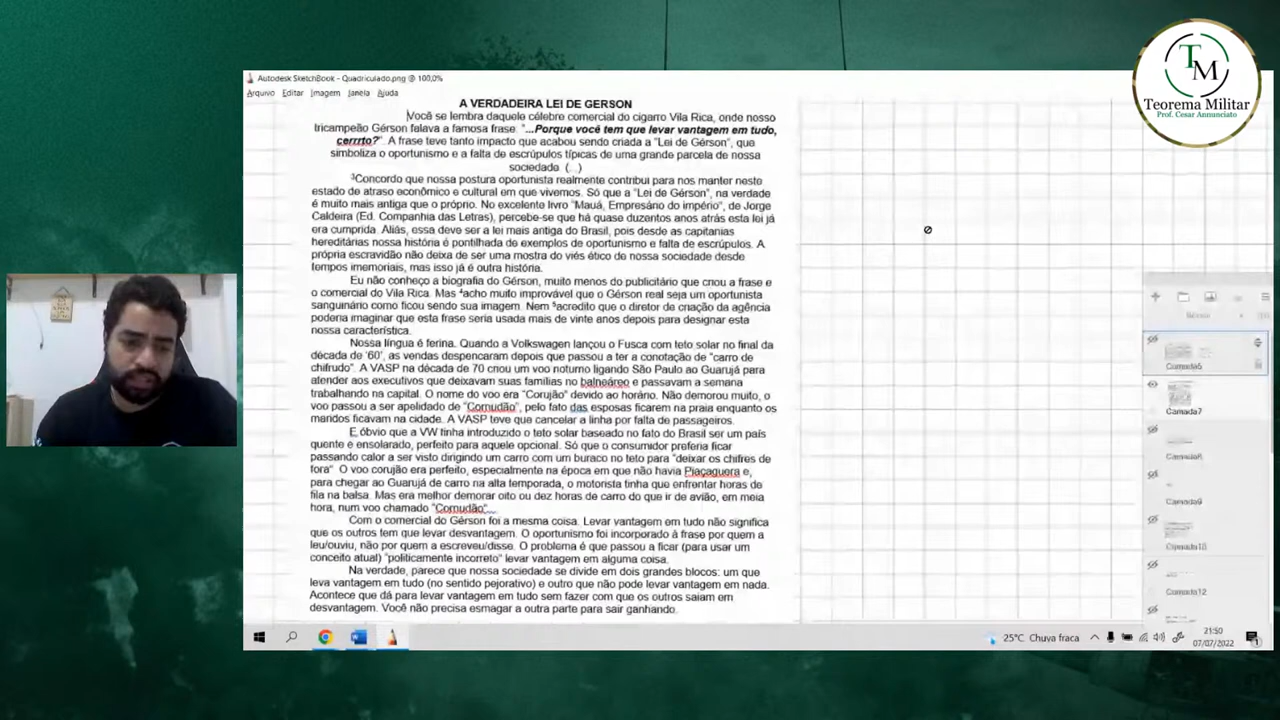 TM
Teorema Militar
Prof. Cesar Annunciato
Autodesk SketchBook - Quadriculado.png @ 100,0%
Arquivo Editar Imagem Janela Ajuda
A VERDADEIRA LEI DE GERSON
Você se lembra daquele célebre comercial do cigarro Vila Rica, onde nosso
tricampeão Gérson falava a famosa frase. "...Porque você tem que levar vantagem em tudo,
cerrrto?". A frase teve tanto impacto que acabou sendo criada a "Lei de Gérson", que
simboliza o oportunismo e a falta de escrúpulos típicas de uma grande parcela de nossa
sociedade (...)
³Concordo que nossa postura oportunista realmente contribui para nos manter neste
estado de atraso econômico e cultural em que vivemos. Só que a "Lei de Gérson", na verdade
é muito mais antiga que o próprio. No excelente livro "Mauá, Empresário do império", de Jorge
Caldeira (Ed. Companhia das Letras), percebe-se que há quase duzentos anos atrás esta lei já
era cumprida. Aliás, essa deve ser a lei mais antiga do Brasil, pois desde as capitanias
hereditárias nossa história é pontilhada de exemplos de oportunismo e falta de escrúpulos. A
própria escravidão não deixa de ser uma mostra do viés ético de nossa sociedade desde
tempos imemoriais, mas isso já é outra história.
Eu não conheço a biografia do Gérson, muito menos do publicitário que criou a frase e
o comercial do Vila Rica. Mas ⁴acho muito improvável que o Gérson real seja um oportunista
sanguinário como ficou sendo sua imagem. Nem ⁵acredito que o diretor de criação da agência
poderia imaginar que esta frase seria usada mais de vinte anos depois para designar esta
nossa característica.
Nossa língua é ferina. Quando a Volkswagen lançou o Fusca com teto solar no final da
década de '60', as vendas despencaram depois que passou a ter a conotação de "carro de
chifrudo". A VASP na década de 70 criou um voo noturno ligando São Paulo ao Guarujá para
atender aos executivos que deixavam suas famílias no balneáreo e passavam a semana
trabalhando na capital. O nome do voo era "Corujão" devido ao horário. Não demorou muito, o
voo passou a ser apelidado de "Cornudão", pelo fato das esposas ficarem na praia enquanto os
maridos ficavam na cidade. A VASP teve que cancelar a linha por falta de passageiros.
É óbvio que a VW tinha introduzido o teto solar baseado no fato do Brasil ser um país
quente e ensolarado, perfeito para aquele opcional. Só que o consumidor preferia ficar
passando calor a ser visto dirigindo um carro com um buraco no teto para "deixar os chifres de
fora" O voo corujão era perfeito, especialmente na época em que não havia Piaçaguera e,
para chegar ao Guarujá de carro na alta temporada, o motorista tinha que enfrentar horas de
fila na balsa. Mas era melhor demorar oito ou dez horas de carro do que ir de avião, em meia
hora, num voo chamado "Cornudão"...
Com o comercial do Gérson foi a mesma coisa. Levar vantagem em tudo não significa
que os outros tem que levar desvantagem. O oportunismo foi incorporado à frase por quem a
leu/ouviu, não por quem a escreveu/disse. O problema é que passou a ficar (para usar um
conceito atual) "politicamente incorreto" levar vantagem em alguma coisa.
Na verdade, parece que nossa sociedade se divide em dois grandes blocos: um que
leva vantagem em tudo (no sentido pejorativo) e outro que não pode levar vantagem em nada.
Acontece que dá para levar vantagem em tudo sem fazer com que os outros saiam em
desvantagem. Você não precisa esmagar a outra parte para sair ganhando.
Camada6
Camada7
Camada8
Camada9
Camada10
Camada12
25°C Chuva fraca
21:50
07/07/2022